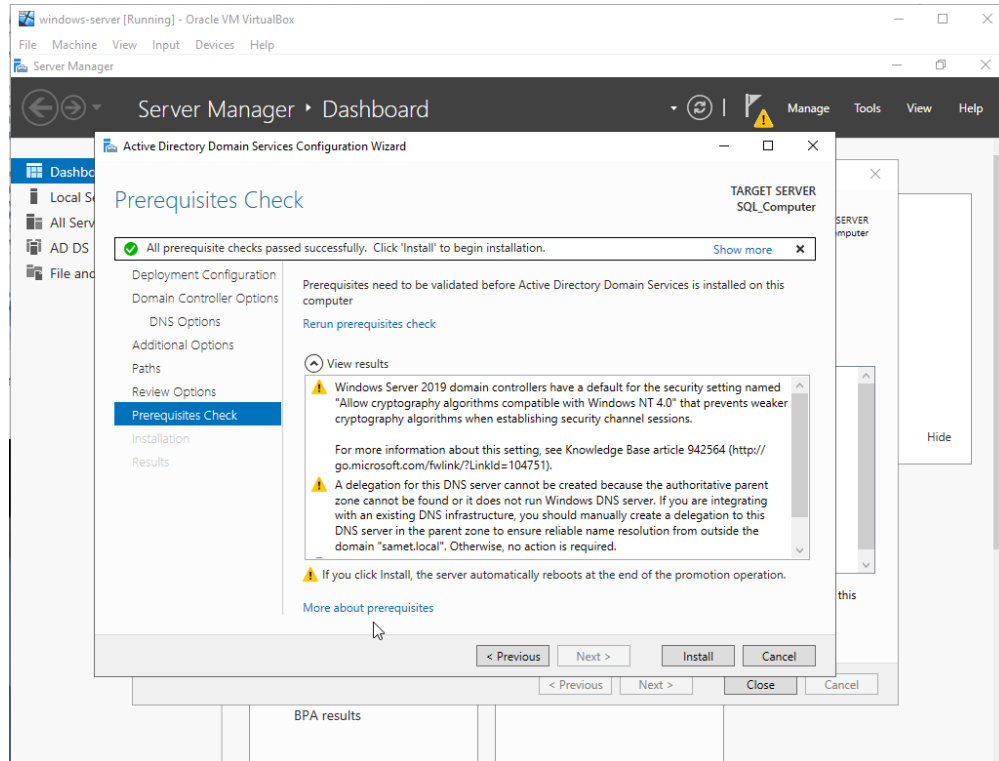 windows-server [Running] - Oracle VM VirtualBox
File Machine View Input Devices Help
Server Manager
Server Manager • Dashboard
Manage Tools View Help
Active Directory Domain Services Configuration Wizard
Dashbo
Local Se
All Serv
AD DS
File and
Prerequisites Check
TARGET SERVER
SQL_Computer
SERVER
mputer
All prerequisite checks passed successfully. Click 'Install' to begin installation.
Show more
Deployment Configuration
Domain Controller Options
DNS Options
Additional Options
Paths
Review Options
Prerequisites Check
Installation
Results
Prerequisites need to be validated before Active Directory Domain Services is installed on this
computer
Rerun prerequisites check
View results
Windows Server 2019 domain controllers have a default for the security setting named
"Allow cryptography algorithms compatible with Windows NT 4.0" that prevents weaker
cryptography algorithms when establishing security channel sessions.
For more information about this setting, see Knowledge Base article 942564 (http://
go.microsoft.com/fwlink/?LinkId=104751).
A delegation for this DNS server cannot be created because the authoritative parent
zone cannot be found or it does not run Windows DNS server. If you are integrating
with an existing DNS infrastructure, you should manually create a delegation to this
DNS server in the parent zone to ensure reliable name resolution from outside the
domain "samet.local". Otherwise, no action is required.
If you click Install, the server automatically reboots at the end of the promotion operation.
More about prerequisites
Hide
this
< Previous Next > Install Cancel
< Previous Next > Close Cancel
BPA results